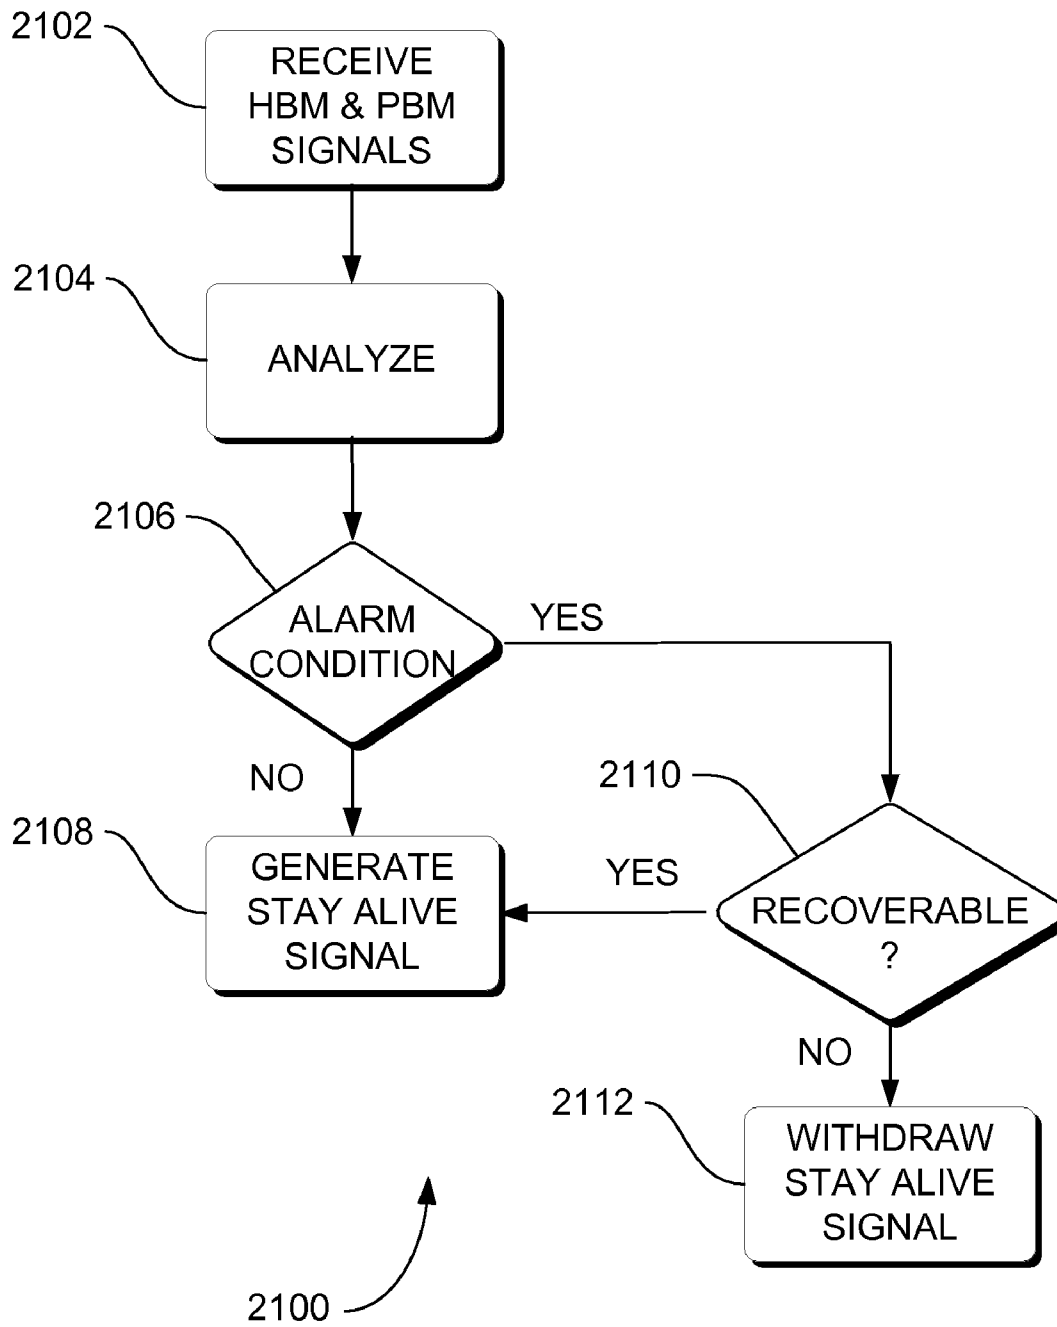 2102
RECEIVE
HBM & PBM
SIGNALS
2104
ANALYZE
2106
ALARM
CONDITION
YES
NO
2108
GENERATE
STAY ALIVE
SIGNAL
YES
2110
RECOVERABLE
?
NO
2112
WITHDRAW
STAY ALIVE
SIGNAL
2100